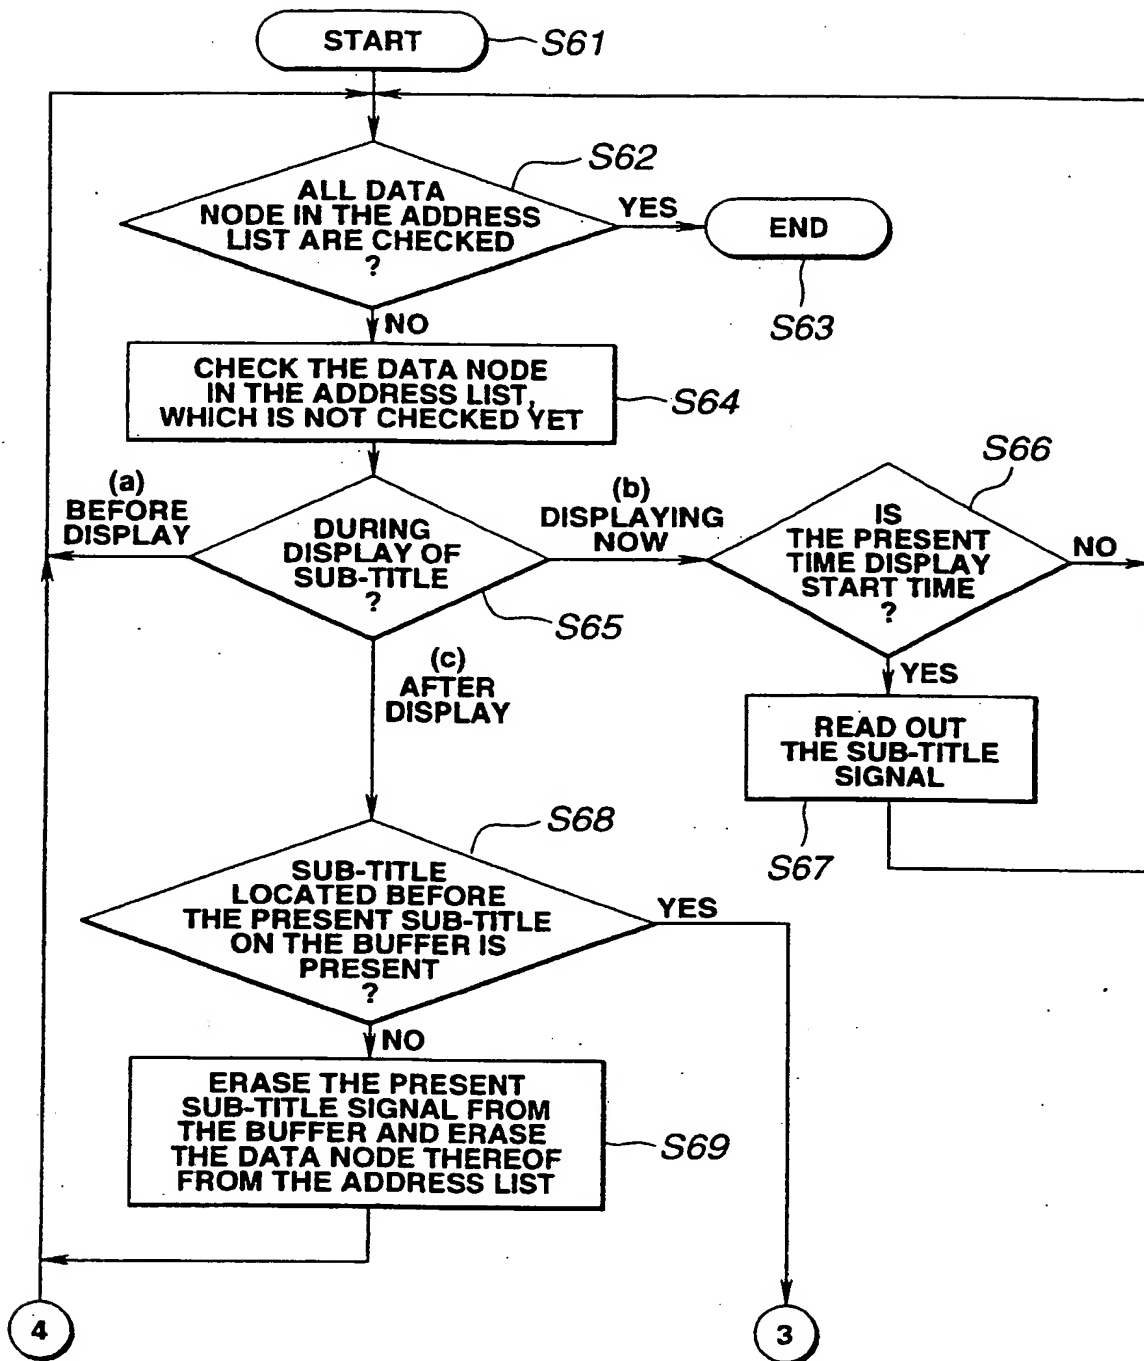 START
S61
S62
ALL DATA
NODE IN THE ADDRESS
LIST ARE CHECKED
?
YES
END
S63
NO
CHECK THE DATA NODE
IN THE ADDRESS LIST,
WHICH IS NOT CHECKED YET
S64
S66
(a)
BEFORE
DISPLAY
DURING
DISPLAY OF
SUB-TITLE
?
S65
(b)
DISPLAYING
NOW
IS
THE PRESENT
TIME DISPLAY
START TIME
?
NO
YES
(c)
AFTER
DISPLAY
READ OUT
THE SUB-TITLE
SIGNAL
S67
S68
SUB-TITLE
LOCATED BEFORE
THE PRESENT SUB-TITLE
ON THE BUFFER IS
PRESENT
?
YES
NO
ERASE THE PRESENT
SUB-TITLE SIGNAL FROM
THE BUFFER AND ERASE
THE DATA NODE THEREOF
FROM THE ADDRESS LIST
S69
4
3